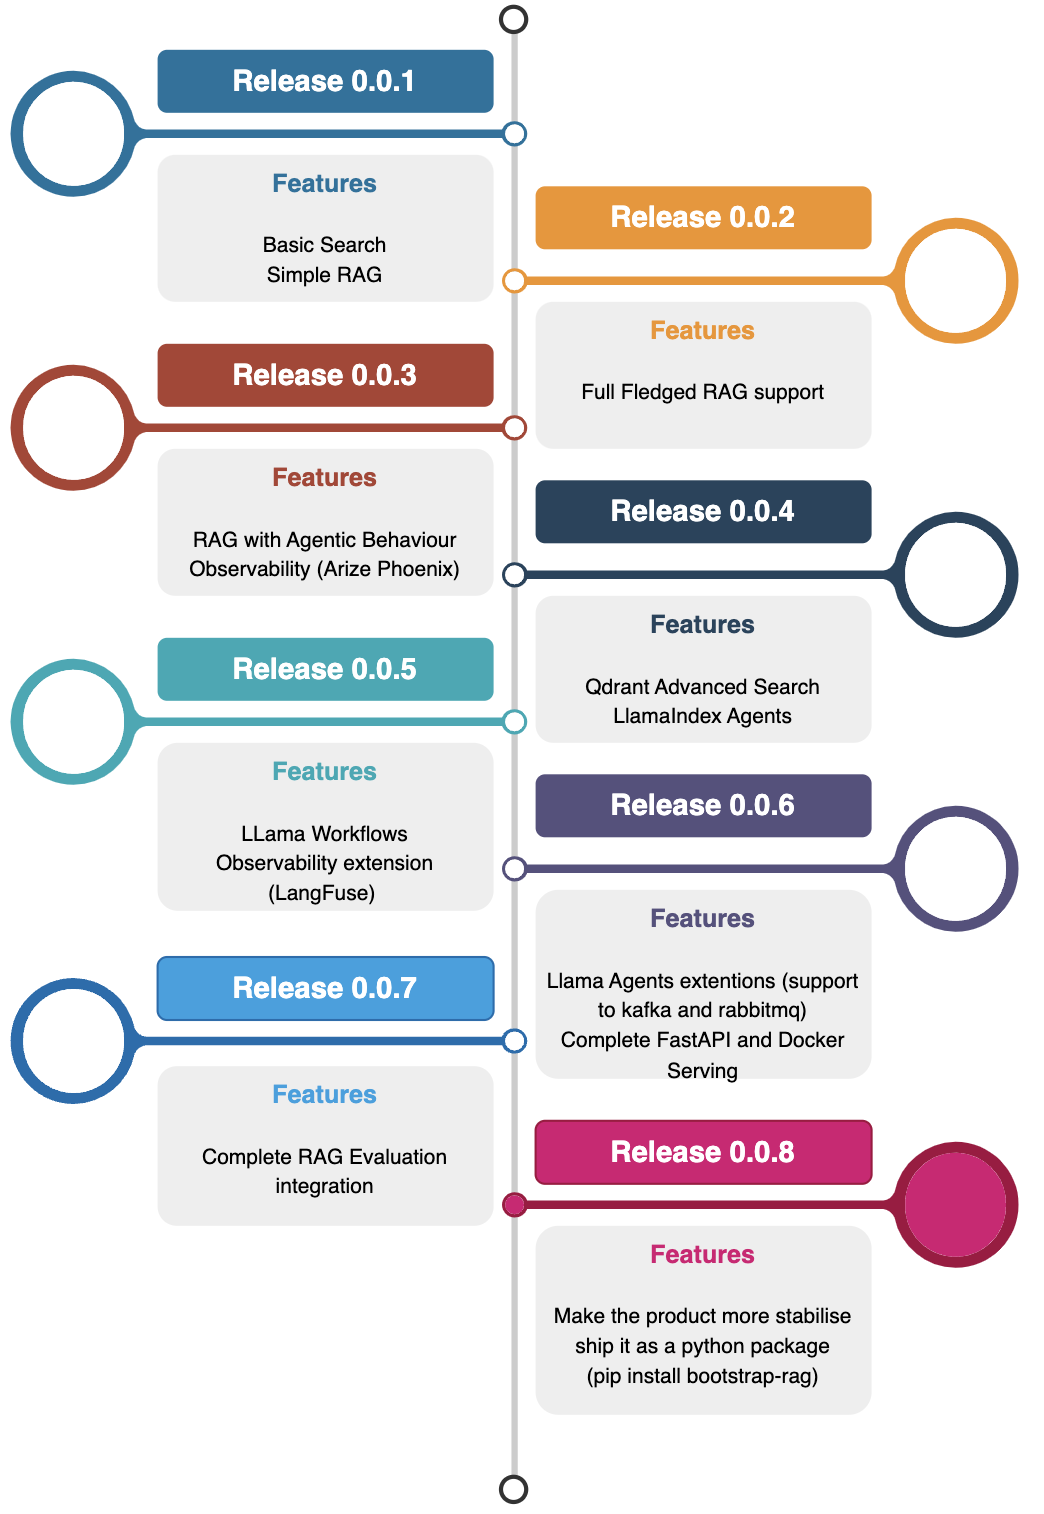 Release 0.0.1
Features
Basic Search
Simple RAG
Release 0.0.2
Features
Full Fledged RAG support
Release 0.0.3
Features
RAG with Agentic Behaviour
Observability (Arize Phoenix)
Release 0.0.4
Features
Qdrant Advanced Search
LlamaIndex Agents
Release 0.0.5
Features
LLama Workflows
Observability extension
(LangFuse)
Release 0.0.6
Features
Llama Agents extentions (support
to kafka and rabbitmq)
Complete FastAPI and Docker
Serving
Release 0.0.7
Features
Complete RAG Evaluation
integration
Release 0.0.8
Features
Make the product more stabilise
ship it as a python package
(pip install bootstrap-rag)